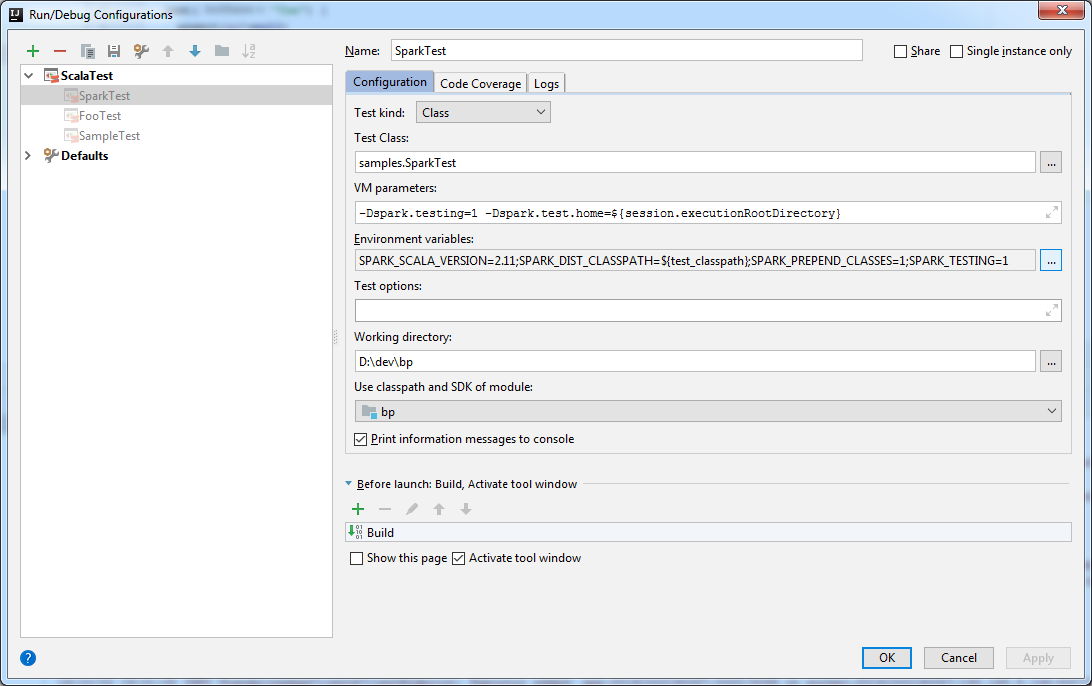 Run/Debug Configurations
Name: SparkTest
Share
Single instance only
ScalaTest
SparkTest
FooTest
SampleTest
Defaults
Configuration
Code Coverage
Logs
Test kind: Class
Test Class:
samples.SparkTest
...
VM parameters:
-Dspark.testing=1 -Dspark.test.home=${session.executionRootDirectory}
Environment variables:
SPARK_SCALA_VERSION=2.11;SPARK_DIST_CLASSPATH=${test_classpath};SPARK_PREPEND_CLASSES=1;SPARK_TESTING=1
...
Test options:
Working directory:
D:\dev\bp
...
Use classpath and SDK of module:
bp
Print information messages to console
Before launch: Build, Activate tool window
Build
Show this page
Activate tool window
?
OK
Cancel
Apply